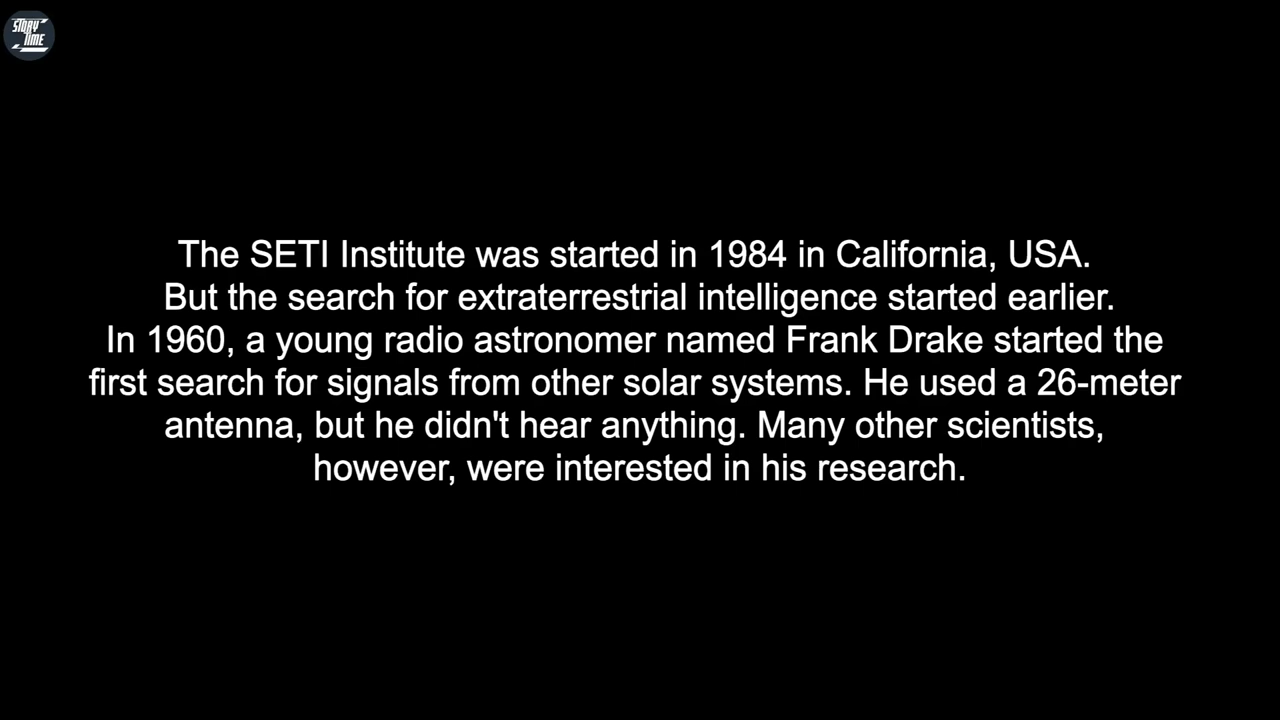 STORY
TIME
The SETI Institute was started in 1984 in California, USA.
But the search for extraterrestrial intelligence started earlier.
In 1960, a young radio astronomer named Frank Drake started the
first search for signals from other solar systems. He used a 26-meter
antenna, but he didn't hear anything. Many other scientists,
however, were interested in his research.